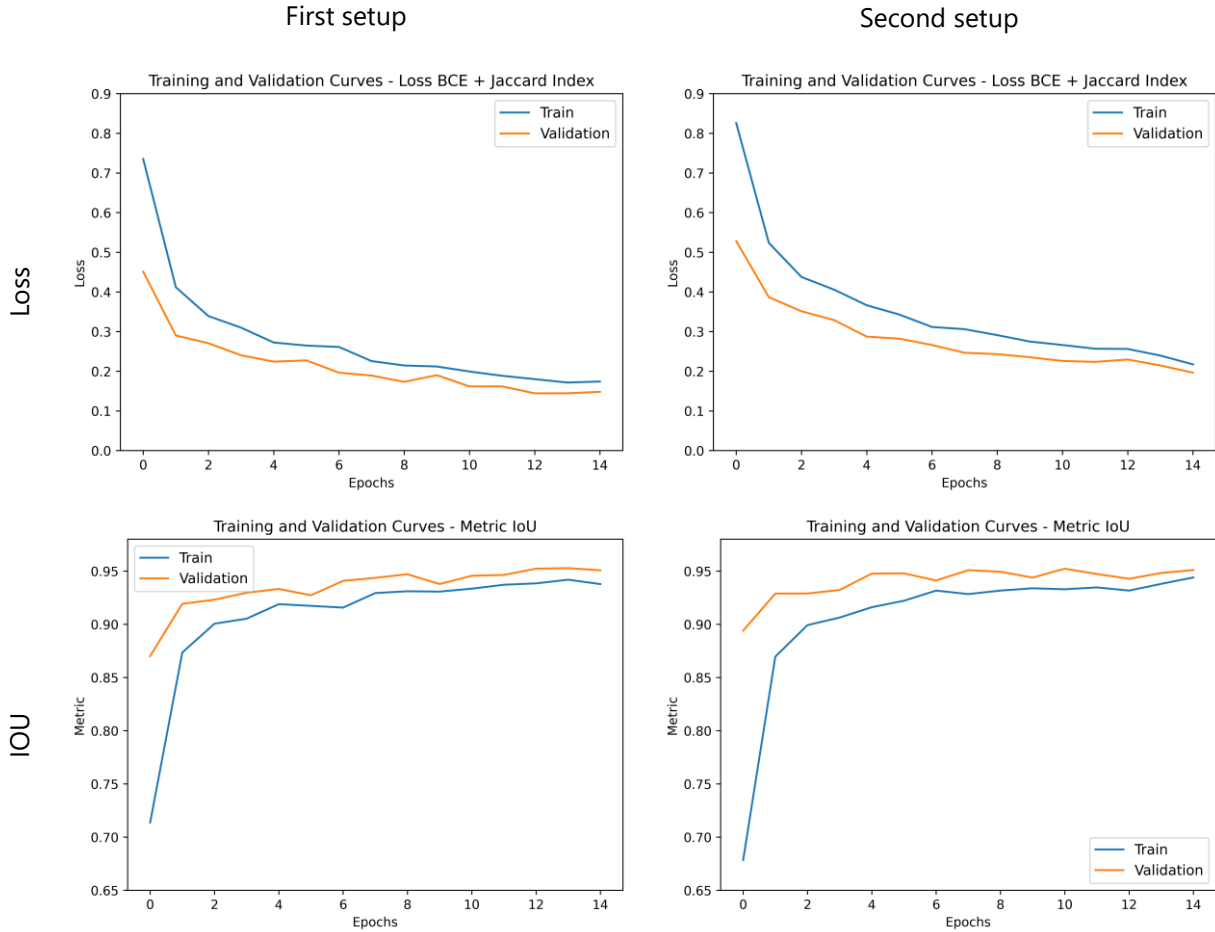 First setup
Second setup
Loss
Training and Validation Curves - Loss BCE + Jaccard Index
0.9
0.8
0.7
0.6
0.5
0.4
0.3
0.2
0.1
0.0
Loss
0 2 4 6 8 10 12 14
Epochs
Train
Validation
Training and Validation Curves - Loss BCE + Jaccard Index
0.9
0.8
0.7
0.6
0.5
0.4
0.3
0.2
0.1
0.0
Loss
0 2 4 6 8 10 12 14
Epochs
Train
Validation
IOU
Training and Validation Curves - Metric IoU
0.95
0.90
0.85
0.80
0.75
0.70
0.65
Metric
0 2 4 6 8 10 12 14
Epochs
Train
Validation
Training and Validation Curves - Metric IoU
0.95
0.90
0.85
0.80
0.75
0.70
0.65
Metric
0 2 4 6 8 10 12 14
Epochs
Train
Validation